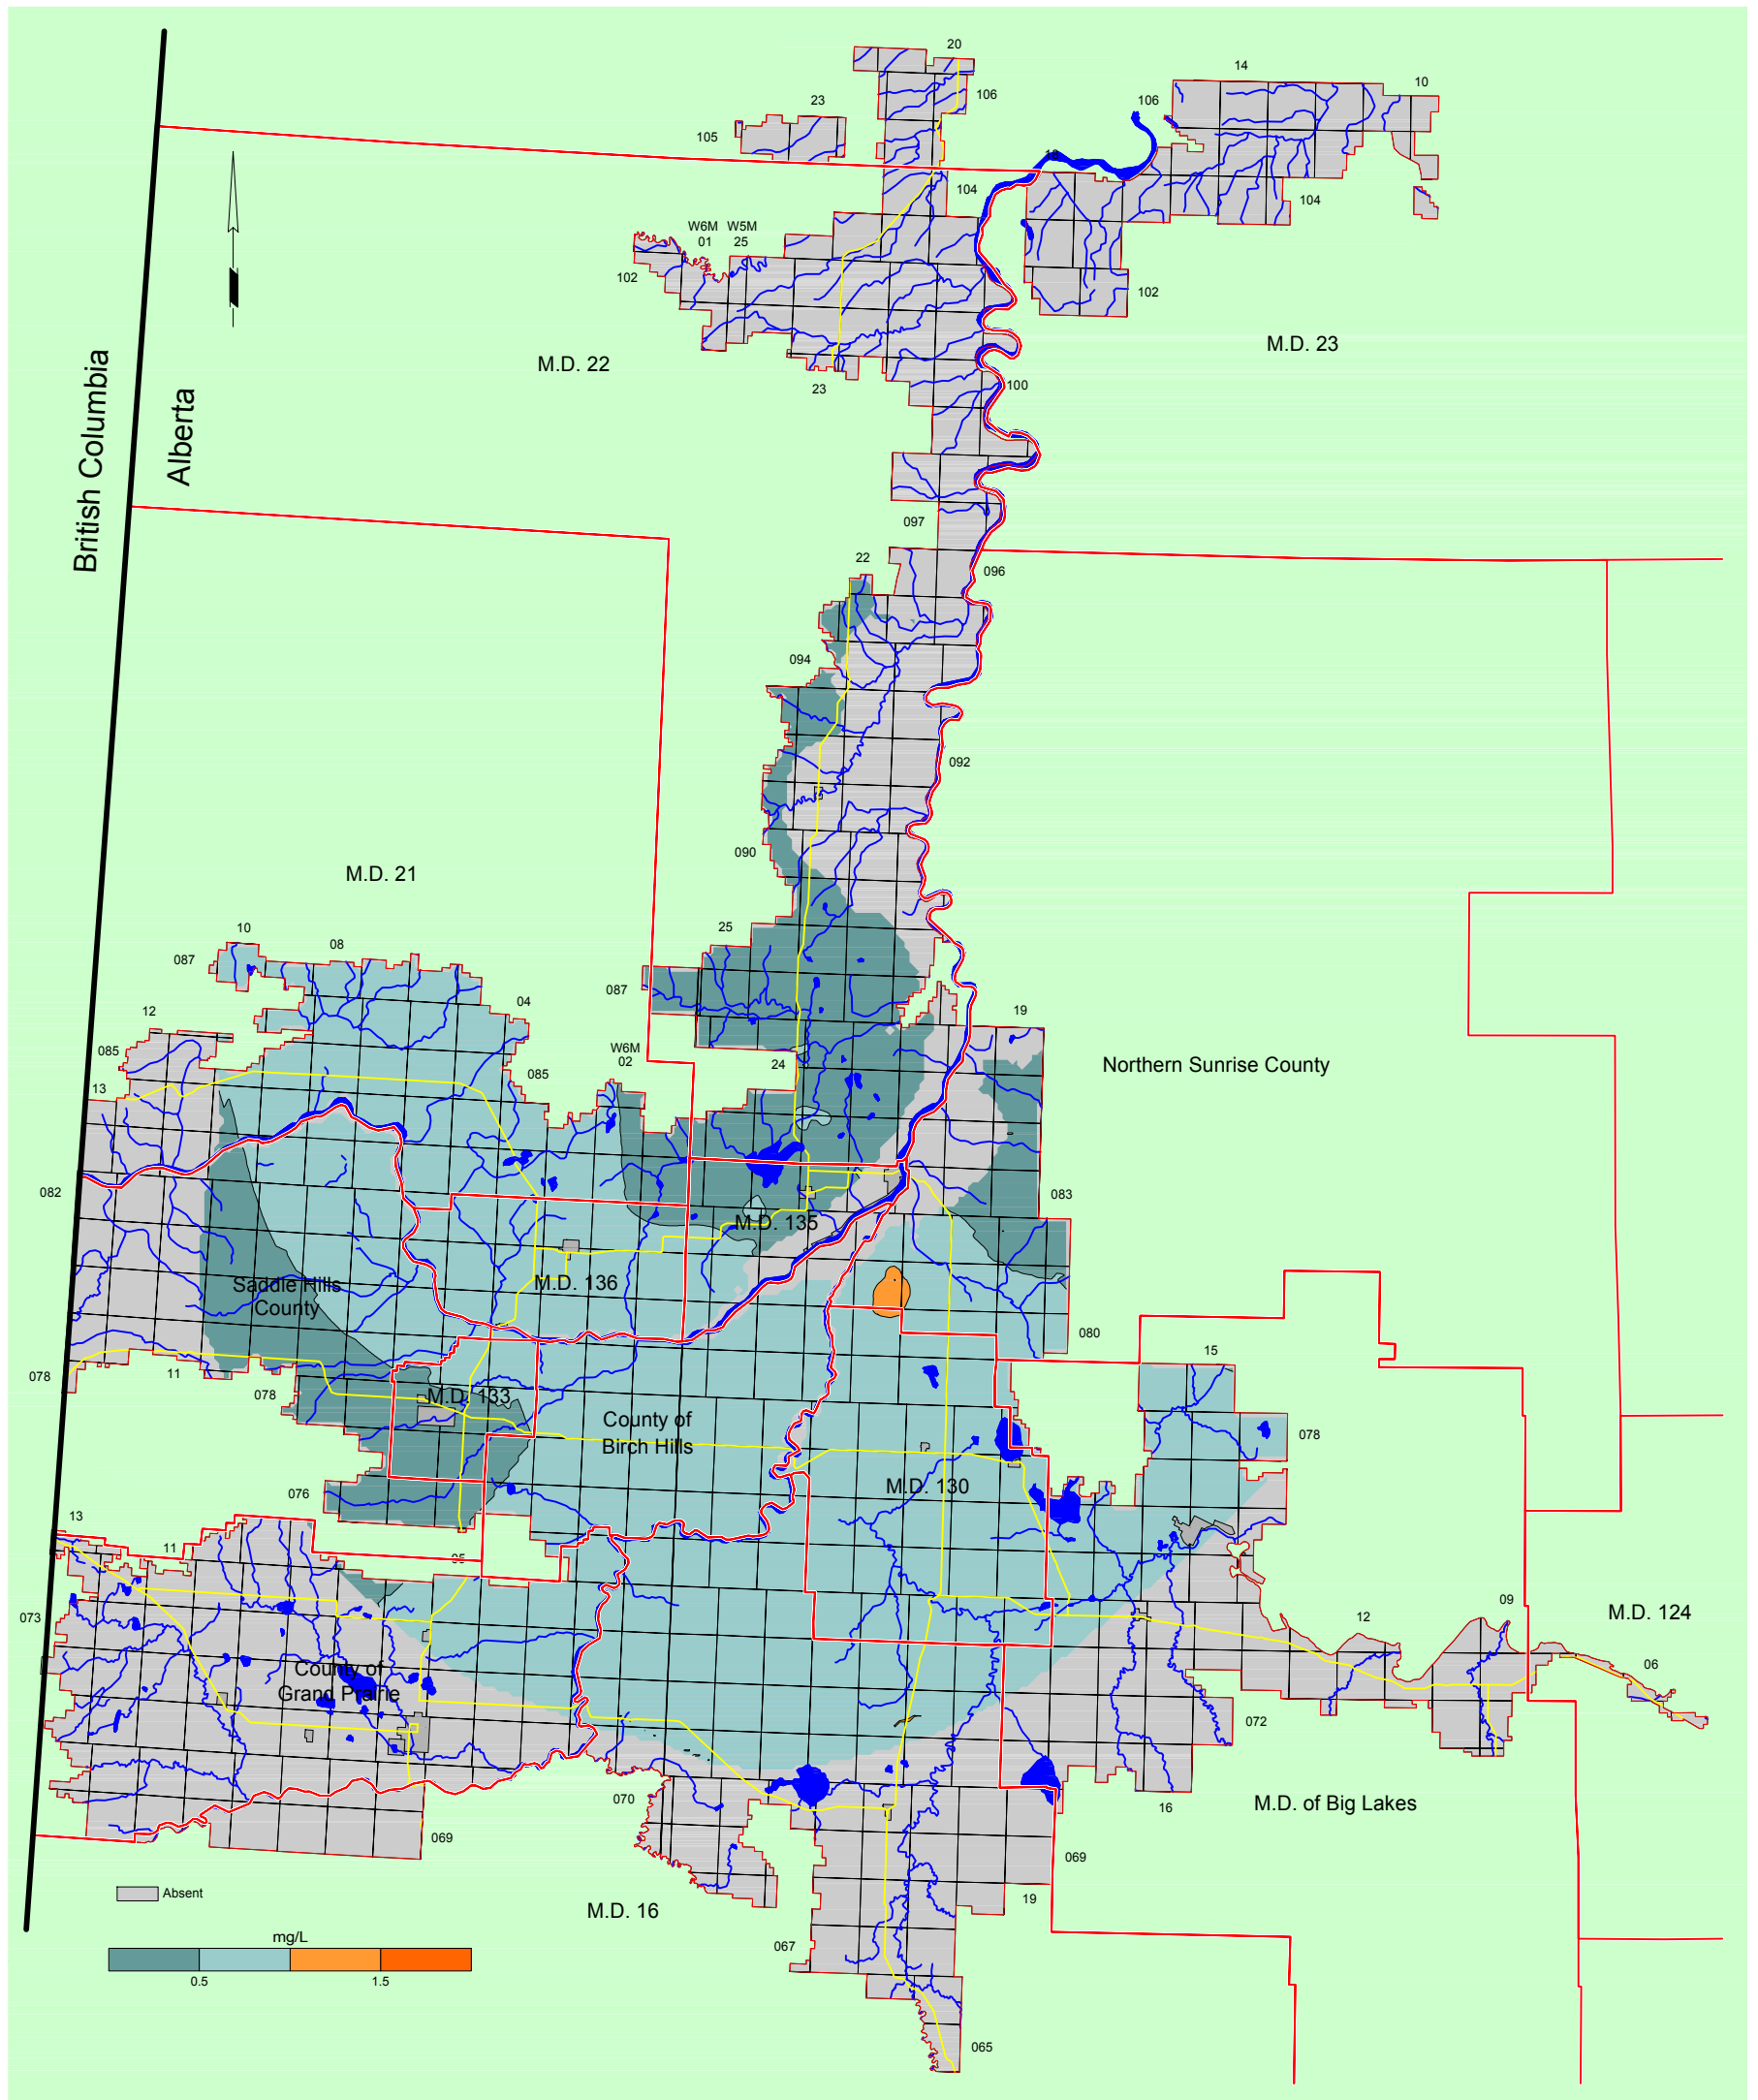 20
14
10
106
106
23
105
18
104
104
W6M W5M
01 25
102
102
M.D. 23
M.D. 22
British Columbia
Alberta
100
23
097
22
096
094
092
090
M.D. 21
10
08
25
087
087
04
12
19
085
W6M
02
24
085
13
Northern Sunrise County
082
083
M.D. 135
Saddle Hills
County
M.D. 136
080
15
078
11
078
M.D. 133
County of
Birch Hills
078
M.D. 130
076
13
11
05
073
12
09
M.D. 124
06
County of
Grand Prairie
072
070
16
M.D. of Big Lakes
069
069
Absent
19
M.D. 16
mg/L
067
0.5
1.5
065